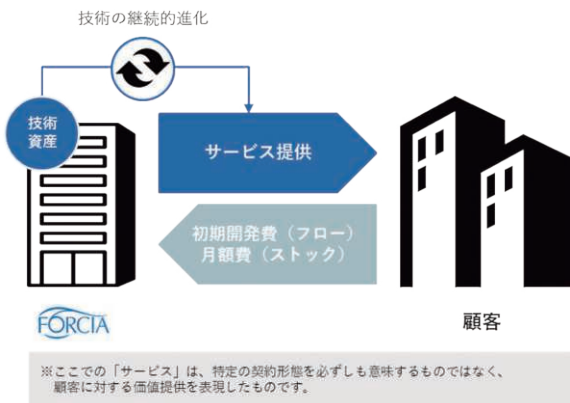 技術の継続的進化
技術
資産
サービス提供
初期開発費（フロー）
月額費（ストック）
FORCIA
顧客
※ここでの「サービス」は、特定の契約形態を必ずしも意味するものではなく、
顧客に対する価値提供を表現したものです。